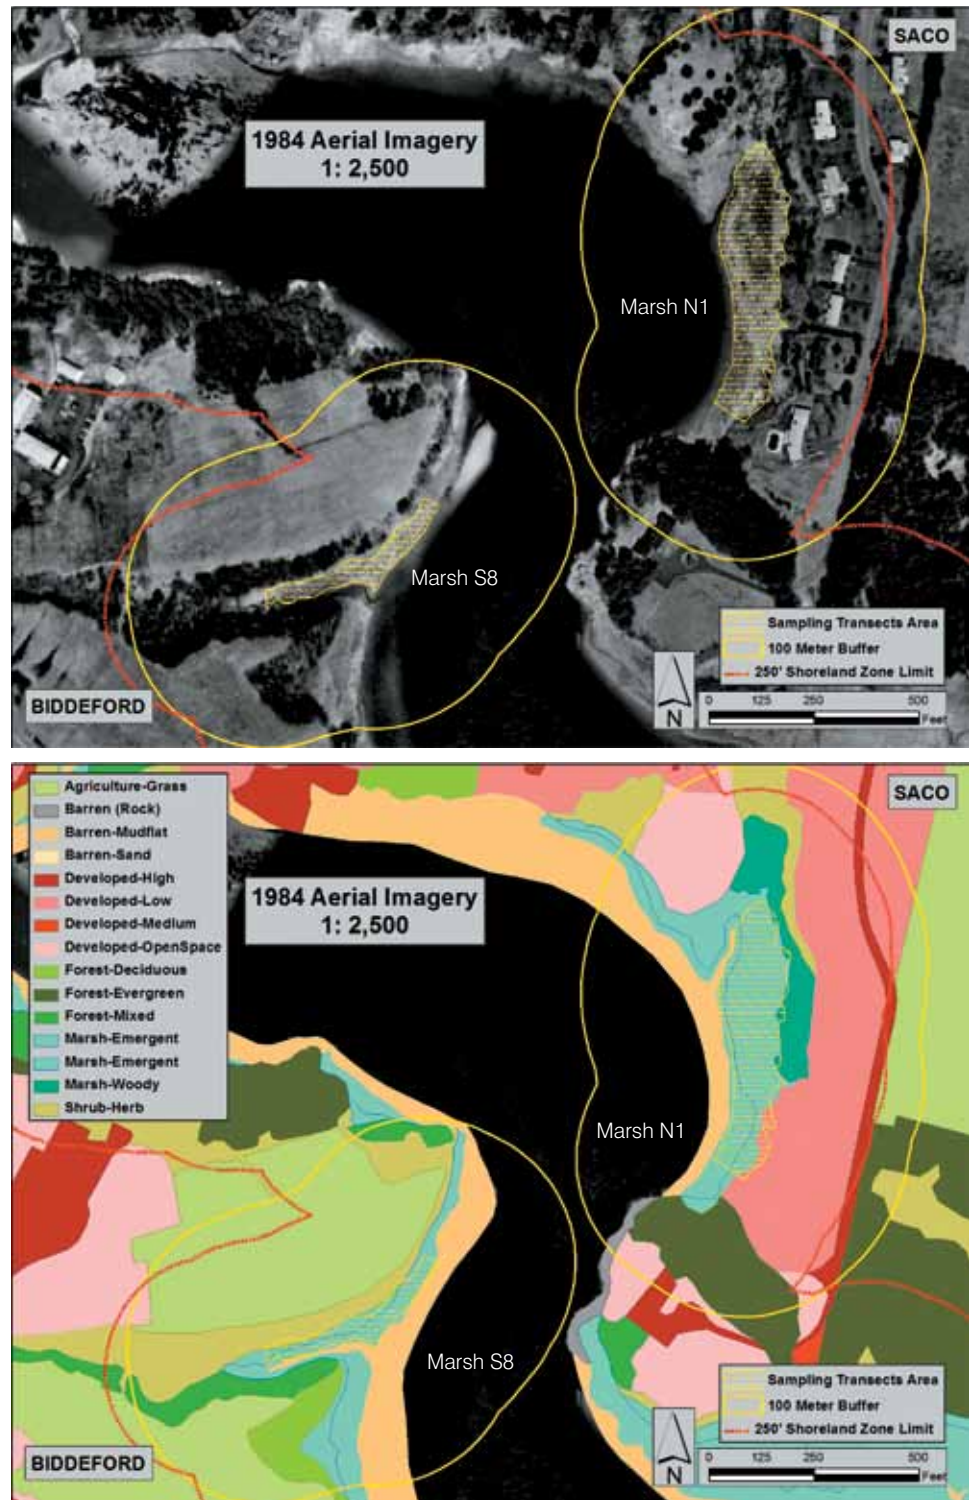 SACO
1984 Aerial Imagery
1: 2,500
Marsh N1
Marsh S8
BIDDEFORD
Sampling Transects Area
100 Meter Buffer
250' Shoreland Zone Limit
N
0 125 250 500
Feet
Agriculture-Grass
Barren (Rock)
Barren-Mudflat
Barren-Sand
Developed-High
Developed-Low
Developed-Medium
Developed-OpenSpace
Forest-Deciduous
Forest-Evergreen
Forest-Mixed
Marsh-Emergent
Marsh-Emergent
Marsh-Woody
Shrub-Herb
SACO
1984 Aerial Imagery
1: 2,500
Marsh N1
Marsh S8
BIDDEFORD
Sampling Transects Area
100 Meter Buffer
250' Shoreland Zone Limit
N
0 125 250 500
Feet